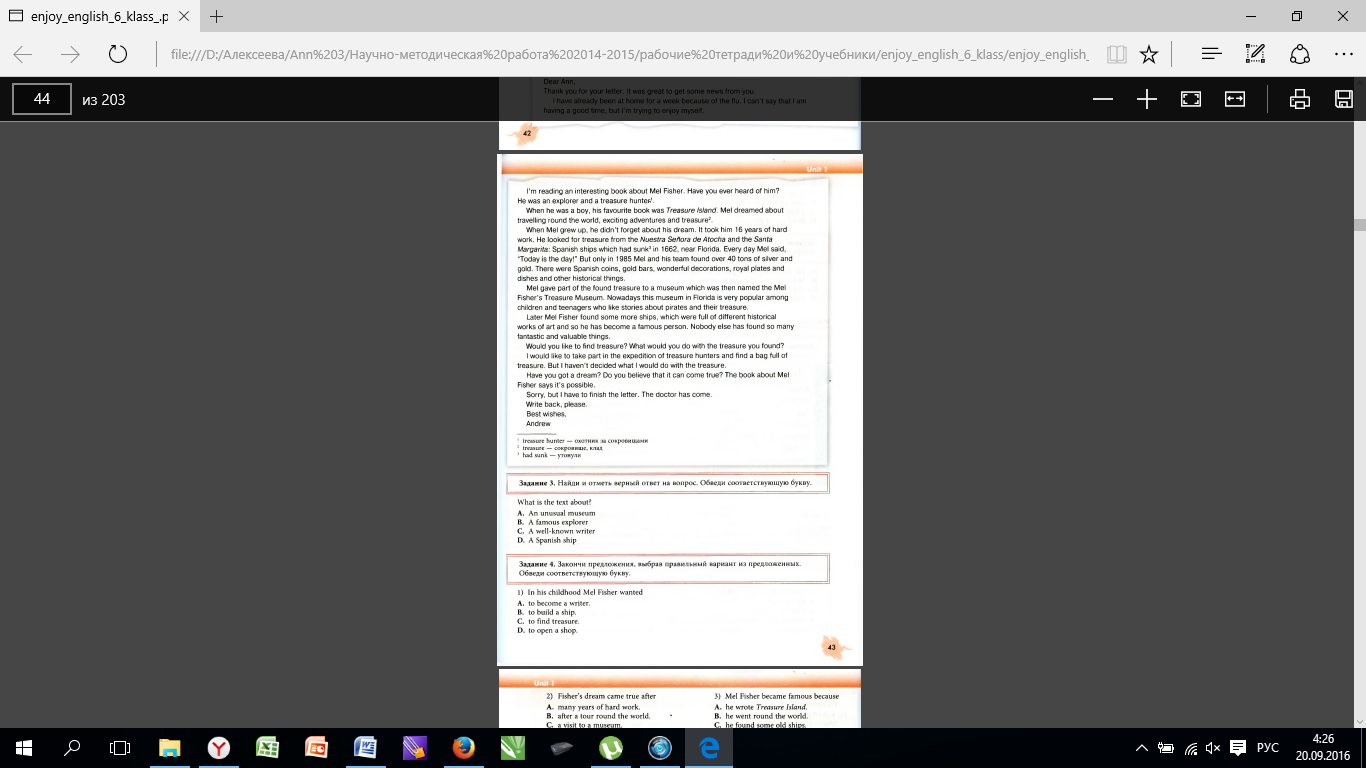 enjoy_english_6_klass_.p
file:///D:/Алексеева/Ann%203/Научно-методическая%20работа%202014-2015/рабочие%20тетради%20и%20учебники/enjoy_english_6_klass/enjoy_english_
44 из 203
Dear Ann,
Thank you for your letter. It was great to get some news from you.
I have already been at home for a week because of the flu. I can't say that I am
having a good time, but I'm trying to enjoy myself.
42
Unit 1
I'm reading an interesting book about Mel Fisher. Have you ever heard of him?
He was an explorer and a treasure hunter¹.
When he was a boy, his favourite book was Treasure Island. Mel dreamed about
travelling round the world, exciting adventures and treasure².
When Mel grew up, he didn't forget about his dream. It took him 16 years of hard
work. He looked for treasure from the Nuestra Señora de Atocha and the Santa
Margarita: Spanish ships which had sunk³ in 1662, near Florida. Every day Mel said,
"Today is the day!" But only in 1985 Mel and his team found over 40 tons of silver and
gold. There were Spanish coins, gold bars, wonderful decorations, royal plates and
dishes and other historical things.
Mel gave part of the found treasure to a museum which was then named the Mel
Fisher's Treasure Museum. Nowadays this museum in Florida is very popular among
children and teenagers who like stories about pirates and their treasure.
Later Mel Fisher found some more ships, which were full of different historical
works of art and so he has become a famous person. Nobody else has found so many
fantastic and valuable things.
Would you like to find treasure? What would you do with the treasure you found?
I would like to take part in the expedition of treasure hunters and find a bag full of
treasure. But I haven't decided what I would do with the treasure.
Have you got a dream? Do you believe that it can come true? The book about Mel
Fisher says it's possible.
Sorry, but I have to finish the letter. The doctor has come.
Write back, please.
Best wishes,
Andrew
¹ treasure hunter — охотник за сокровищами
² treasure — сокровище, клад
³ had sunk — утонули
Задание 3. Найди и отметь верный ответ на вопрос. Обведи соответствующую букву.
What is the text about?
A. An unusual museum
B. A famous explorer
C. A well-known writer
D. A Spanish ship
Задание 4. Закончи предложения, выбрав правильный вариант из предложенных.
Обведи соответствующую букву.
1) In his childhood Mel Fisher wanted
A. to become a writer.
B. to build a ship.
C. to find treasure.
D. to open a shop.
43
Unit 1
2) Fisher's dream came true after
A. many years of hard work.
B. after a tour round the world.
C. a visit to a museum.
3) Mel Fisher became famous because
A. he wrote Treasure Island.
B. he went round the world.
C. he found some old ships.
РУС
4:26
20.09.2016